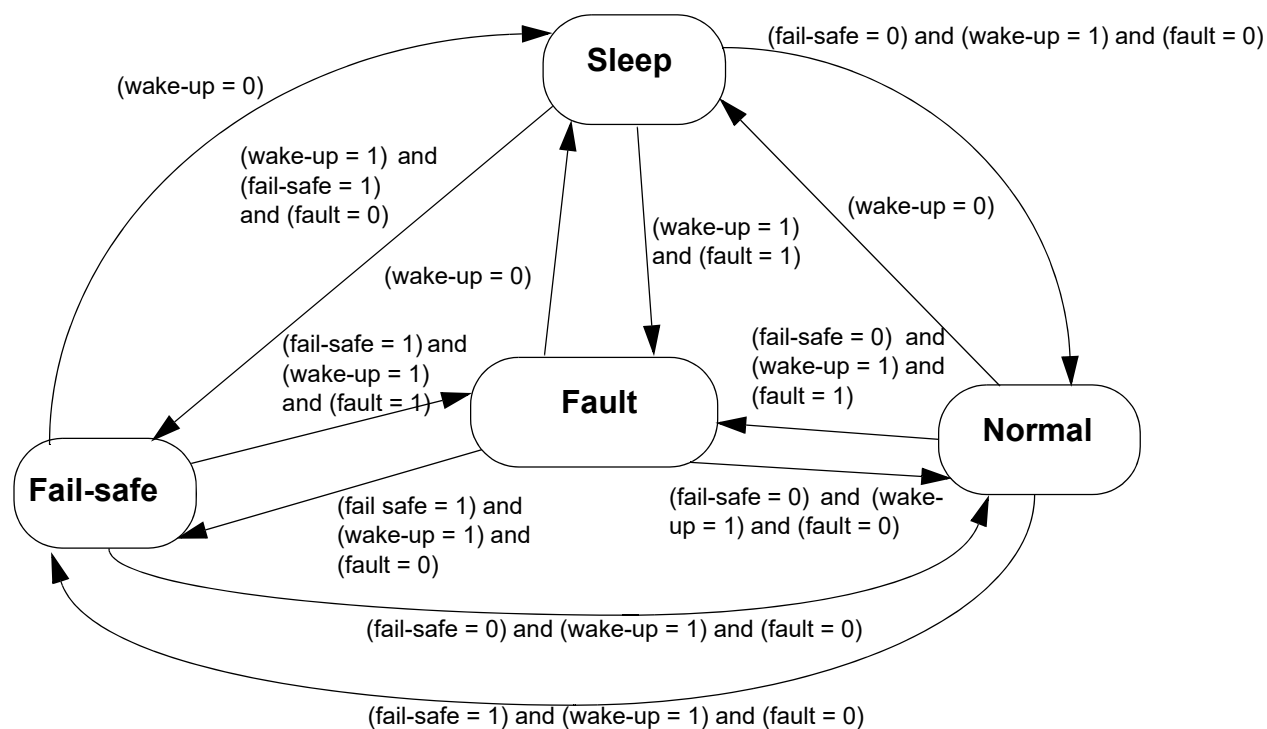 Sleep
(fail-safe = 0) and (wake-up = 1) and (fault = 0)
(wake-up = 0)
(wake-up = 1) and
(fail-safe = 1)
and (fault = 0)
(wake-up = 0)
(wake-up = 1)
and (fault = 1)
(wake-up = 0)
(fail-safe = 1) and
(wake-up = 1)
and (fault = 1)
Fault
(fail-safe = 0) and
(wake-up = 1) and
(fault = 1)
Normal
Fail-safe
(fail safe = 1) and
(wake-up = 1) and
(fault = 0)
(fail-safe = 0) and (wake-
up = 1) and (fault = 0)
(fail-safe = 0) and (wake-up = 1) and (fault = 0)
(fail-safe = 1) and (wake-up = 1) and (fault = 0)